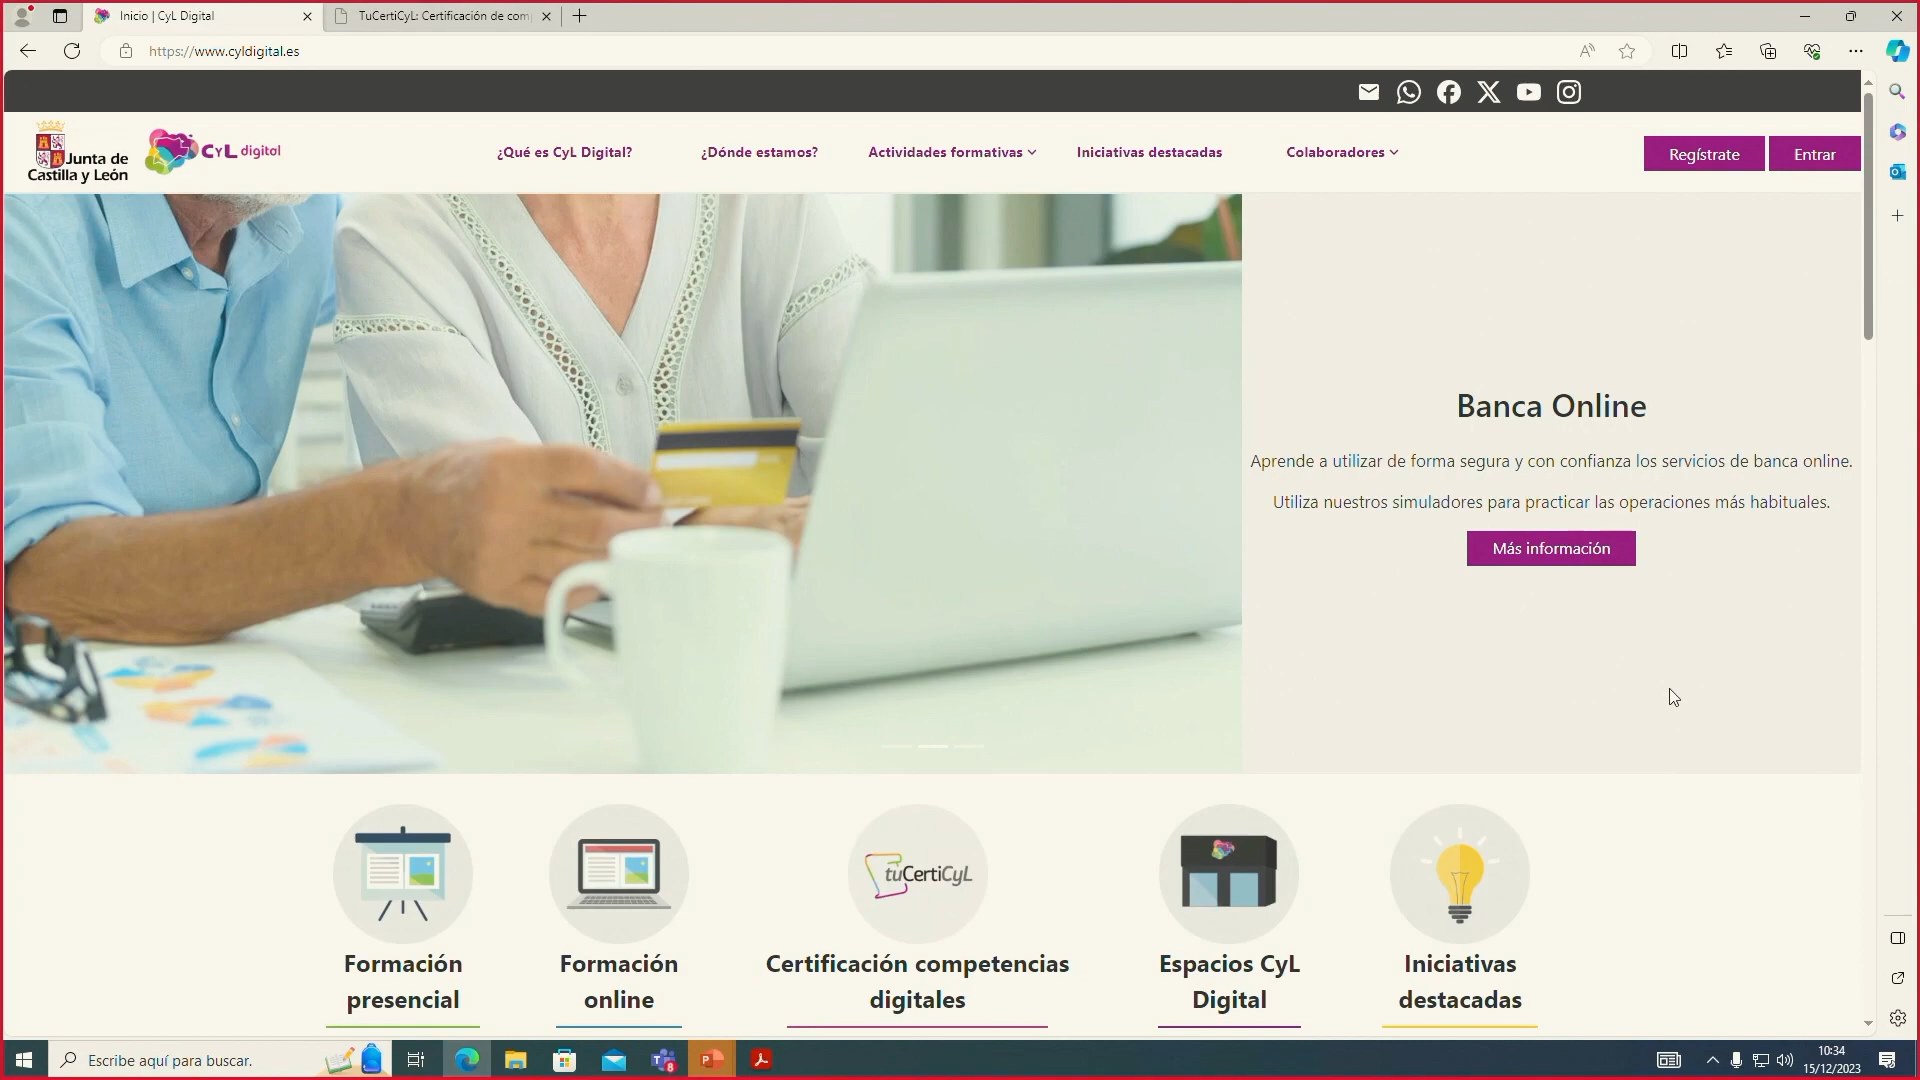 Inicio | CyL Digital
TuCertiCyL: Certificación de com
https://www.cyldigital.es
Junta de
Castilla y León
CYL digital
¿Qué es CyL Digital?
¿Dónde estamos?
Actividades formativas
Iniciativas destacadas
Colaboradores
Regístrate
Entrar
Banca Online
Aprende a utilizar de forma segura y con confianza los servicios de banca online.
Utiliza nuestros simuladores para practicar las operaciones más habituales.
Más información
tuCertiCyL
Formación
presencial
Formación
online
Certificación competencias
digitales
Espacios CyL
Digital
Iniciativas
destacadas
Escribe aquí para buscar.
8
10:34
15/12/2023